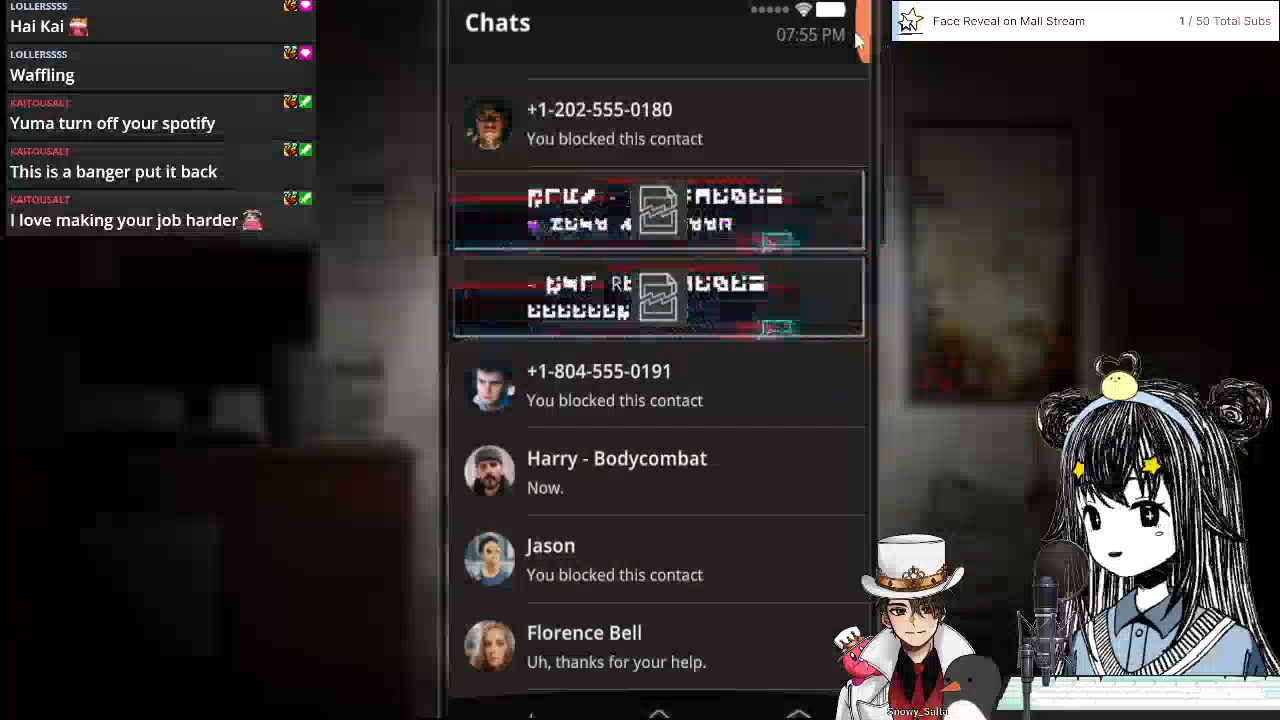 LOLLERSSSS
Hai Kai
LOLLERSSSS
Waffling
KAITOUSALT
Yuma turn off your spotify
KAITOUSALT
This is a banger put it back
KAITOUSALT
I love making your job harder
Chats
07:55 PM
+1-202-555-0180
You blocked this contact
+1-804-555-0191
You blocked this contact
Harry - Bodycombat
Now.
Jason
You blocked this contact
Florence Bell
Uh, thanks for your help.
Face Reveal on Mall Stream
1 / 50 Total Subs